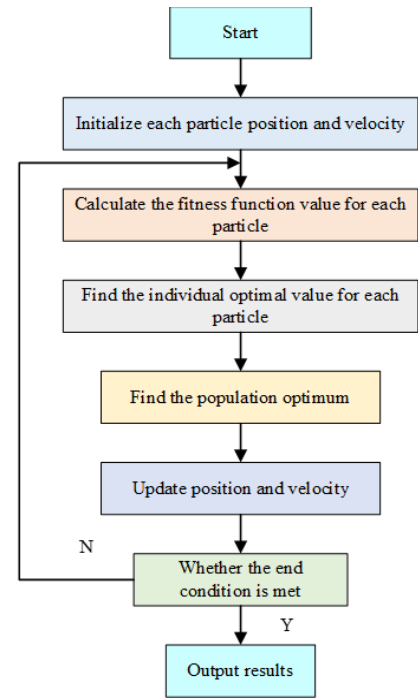 Start
Initialize each particle position and velocity
Calculate the fitness function value for each
particle
Find the individual optimal value for each
particle
Find the population optimum
Update position and velocity
N
Whether the end
condition is met
Y
Output results